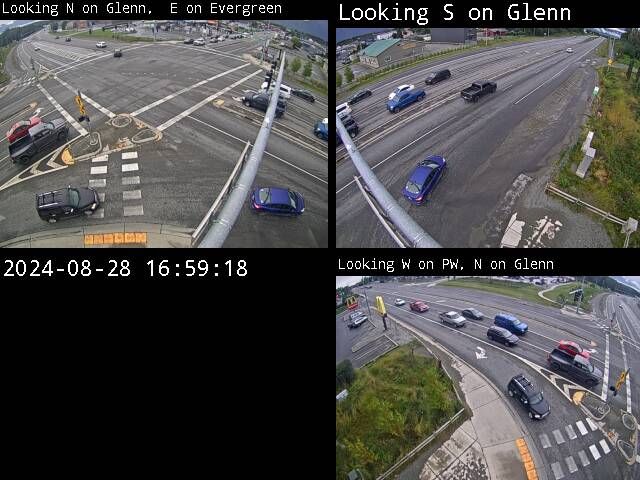 Looking N on Glenn,  E on Evergreen
Looking S on Glenn
2024-08-28 16:59:18
Looking W on PW, N on Glenn